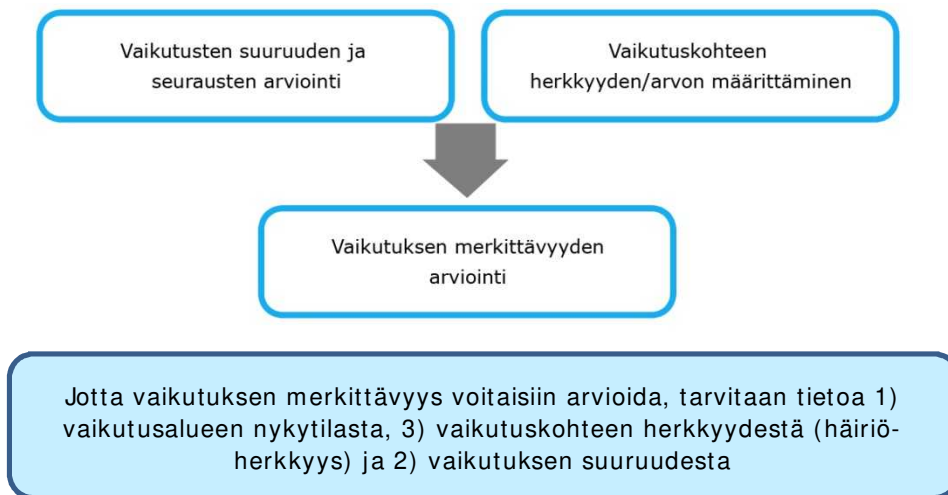 Vaikutusten suuruuden ja
seurausten arviointi
Vaikutuskohteen
herkkyyden/arvon määrittäminen
Vaikutuksen merkittävyyden
arviointi
Jotta vaikutuksen merkittävyys voitaisiin arvioida, tarvitaan tietoa 1)
vaikutusalueen nykytilasta, 3) vaikutuskohteen herkkyydestä (häiriö-
herkkyys) ja 2) vaikutuksen suuruudesta